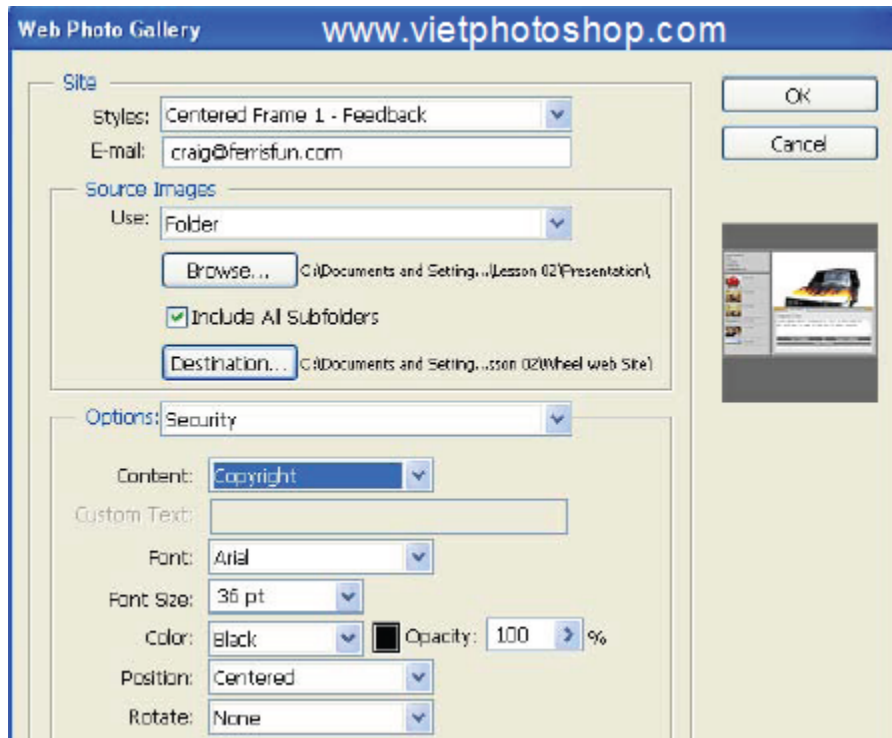 Web Photo Gallery www.vietphotoshop.com
Site
Styles: Centered Frame 1 - Feedback
OK
E-mail: craig@ferrisfun.com
Cancel
Source Images
Use: Folder
Browse... C:\Documents and Setting...\Lesson 02\Presentation\
Include All Subfolders
Destination... C:\Documents and Setting...sson 02\Wheel web Site\
Options: Security
Content: Copyright
Custom Text:
Font: Arial
Font Size: 36 pt
Color: Black Opacity: 100 %
Position: Centered
Rotate: None